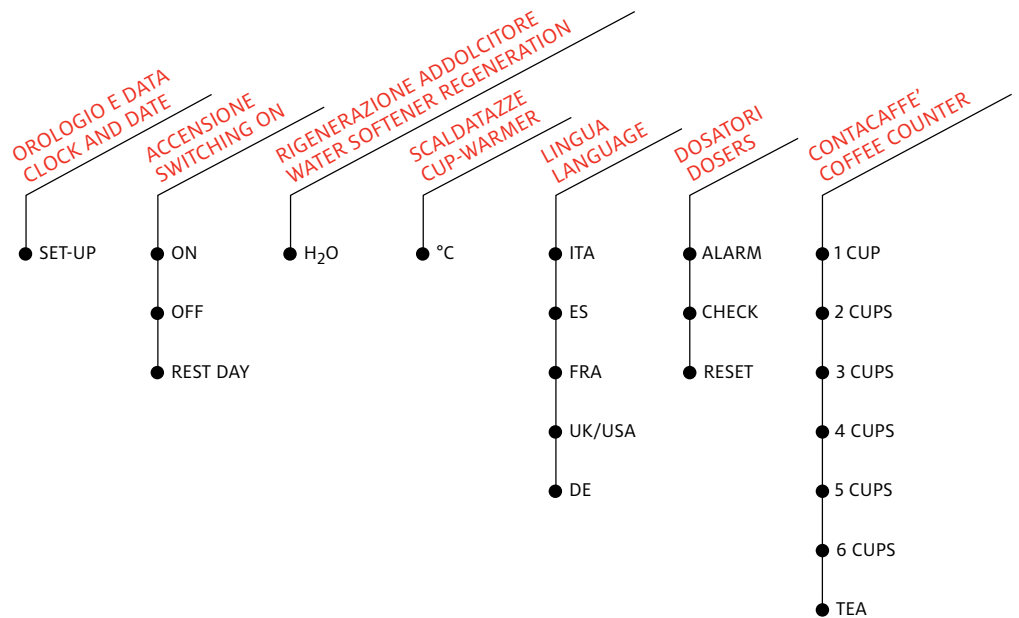 OROLOGIO E DATA
CLOCK AND DATE
SET-UP
ACCENSIONE
SWITCHING ON
ON
OFF
REST DAY
RIGENERAZIONE ADDOLCITORE
WATER SOFTENER REGENERATION
H₂O
SCALDATAZZE
CUP-WARMER
°C
LINGUA
LANGUAGE
ITA
ES
FRA
UK/USA
DE
DOSATORI
DOSERS
ALARM
CHECK
RESET
CONTACAFFE'
COFFEE COUNTER
1 CUP
2 CUPS
3 CUPS
4 CUPS
5 CUPS
6 CUPS
TEA